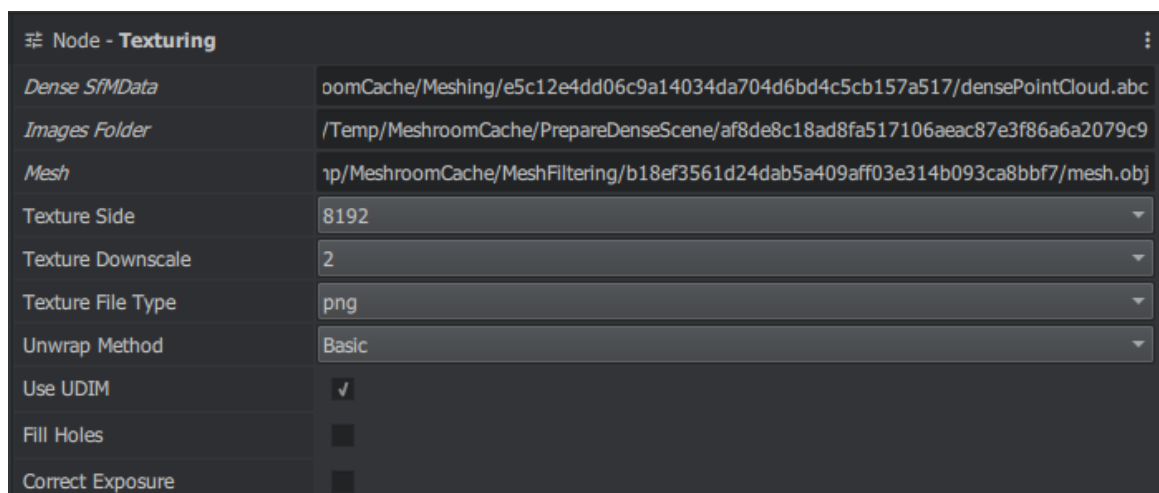 Node - Texturing
Dense SfMData oomCache/Meshing/e5c12e4dd06c9a14034da704d6bd4c5cb157a517/densePointCloud.abc
Images Folder /Temp/MeshroomCache/PrepareDenseScene/af8de8c18ad8fa517106aeac87e3f86a6a2079c9
Mesh np/MeshroomCache/MeshFiltering/b18ef3561d24dab5a409aff03e314b093ca8bbf7/mesh.obj
Texture Side 8192
Texture Downscale 2
Texture File Type png
Unwrap Method Basic
Use UDIM
Fill Holes
Correct Exposure